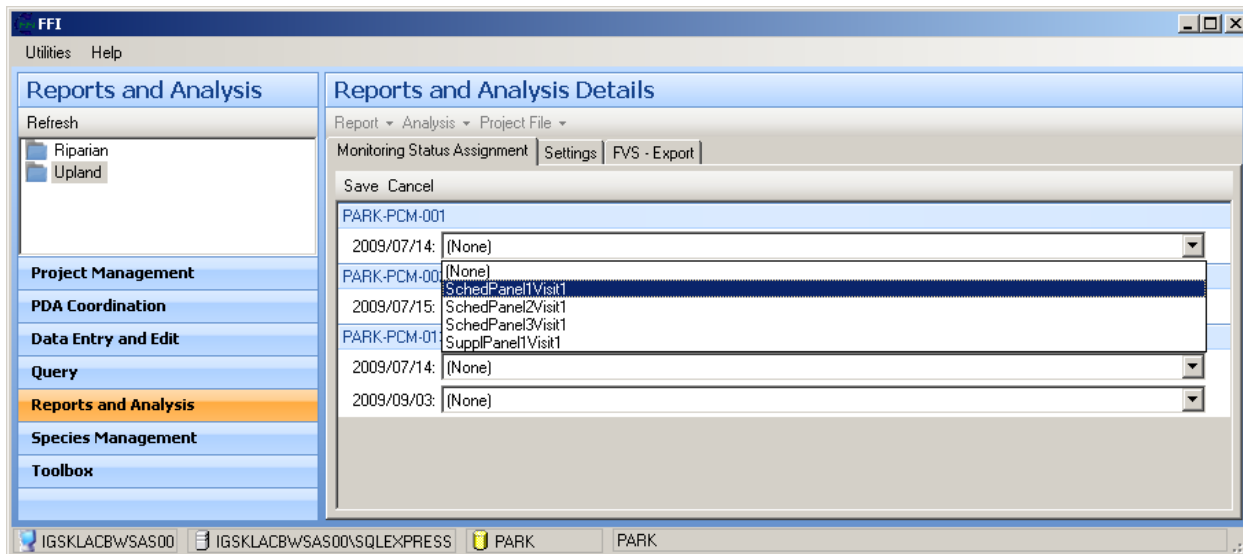 FFI
Utilities Help
Reports and Analysis
Refresh
Riparian
Upland
Project Management
PDA Coordination
Data Entry and Edit
Query
Reports and Analysis
Species Management
Toolbox
Reports and Analysis Details
Report Analysis Project File
Monitoring Status Assignment Settings FVS - Export
Save Cancel
PARK-PCM-001
2009/07/14: (None)
(None)
SchedPanel1Visit1
SchedPanel2Visit1
SchedPanel3Visit1
SupplPanel1Visit1
2009/07/15:
2009/07/14: (None)
2009/09/03: (None)
IGSKLACBWSAS00 IGSKLACBWSAS00\SQLEXPRESS PARK PARK